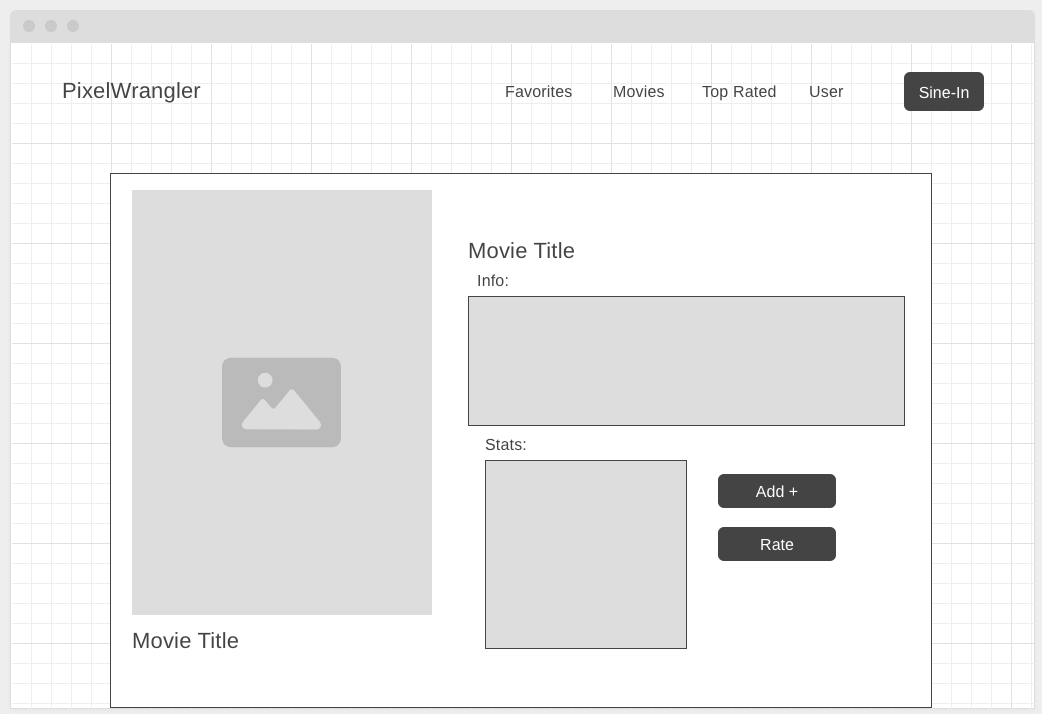 PixelWrangler
Favorites Movies Top Rated User Sine-In
Movie Title
Info:
Stats:
Add +
Rate
Movie Title